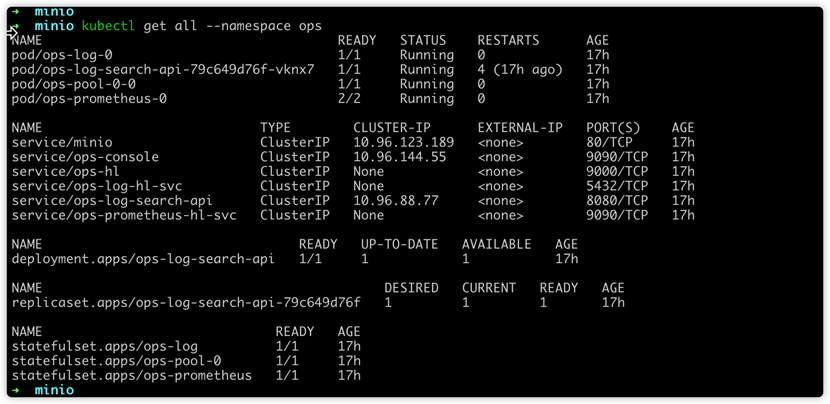 ➜  minio
➜  minio kubectl get all --namespace ops
NAME                                  READY   STATUS    RESTARTS      AGE
pod/ops-log-0                         1/1     Running   0             17h
pod/ops-log-search-api-79c649d76f-vknx7   1/1     Running   4 (17h ago)   17h
pod/ops-pool-0-0                      1/1     Running   0             17h
pod/ops-prometheus-0                  2/2     Running   0             17h
NAME                            TYPE        CLUSTER-IP      EXTERNAL-IP   PORT(S)    AGE
service/minio                   ClusterIP   10.96.123.189   <none>        80/TCP     17h
service/ops-console             ClusterIP   10.96.144.55    <none>        9090/TCP   17h
service/ops-hl                  ClusterIP   None            <none>        9000/TCP   17h
service/ops-log-hl-svc          ClusterIP   None            <none>        5432/TCP   17h
service/ops-log-search-api      ClusterIP   10.96.88.77     <none>        8080/TCP   17h
service/ops-prometheus-hl-svc   ClusterIP   None            <none>        9090/TCP   17h
NAME                                 READY   UP-TO-DATE   AVAILABLE   AGE
deployment.apps/ops-log-search-api   1/1     1            1           17h
NAME                                            DESIRED   CURRENT   READY   AGE
replicaset.apps/ops-log-search-api-79c649d76f   1         1         1       17h
NAME                              READY   AGE
statefulset.apps/ops-log          1/1     17h
statefulset.apps/ops-pool-0       1/1     17h
statefulset.apps/ops-prometheus   1/1     17h
➜  minio